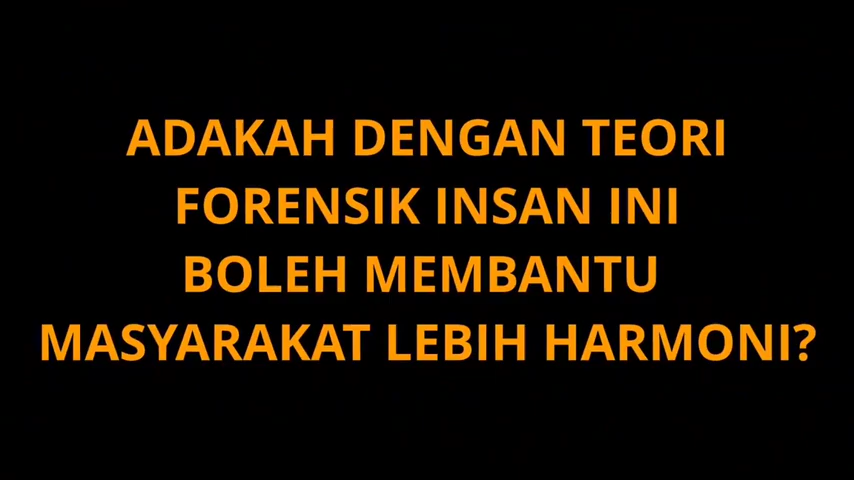 ADAKAH DENGAN TEORI
FORENSIK INSAN INI
BOLEH MEMBANTU
MASYARAKAT LEBIH HARMONI?